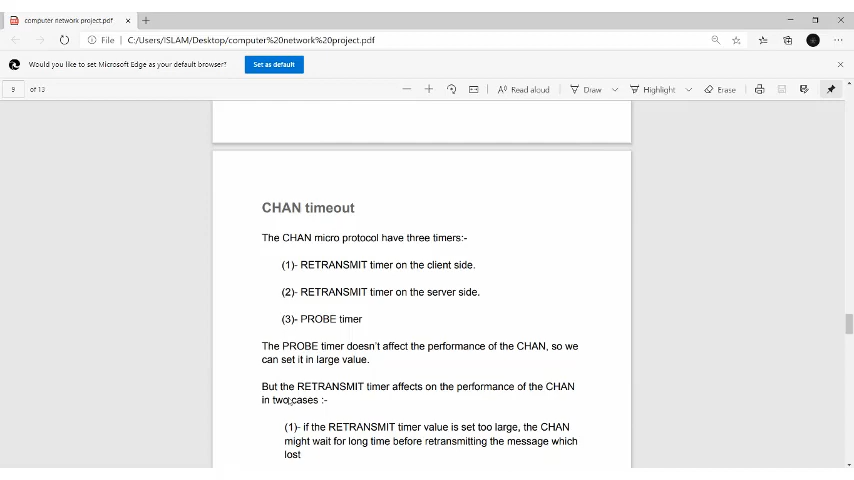 computer network project.pdf
File
C:/Users/ISLAM/Desktop/computer%20network%20project.pdf
Would you like to set Microsoft Edge as your default browser?
Set as default
9 of 13
Read aloud
Draw
Highlight
Erase
CHAN timeout
The CHAN micro protocol have three timers:-
(1)- RETRANSMIT timer on the client side.
(2)- RETRANSMIT timer on the server side.
(3)- PROBE timer
The PROBE timer doesn't affect the performance of the CHAN, so we
can set it in large value.
But the RETRANSMIT timer affects on the performance of the CHAN
in two cases :-
(1)- if the RETRANSMIT timer value is set too large, the CHAN
might wait for long time before retransmitting the message which
lost